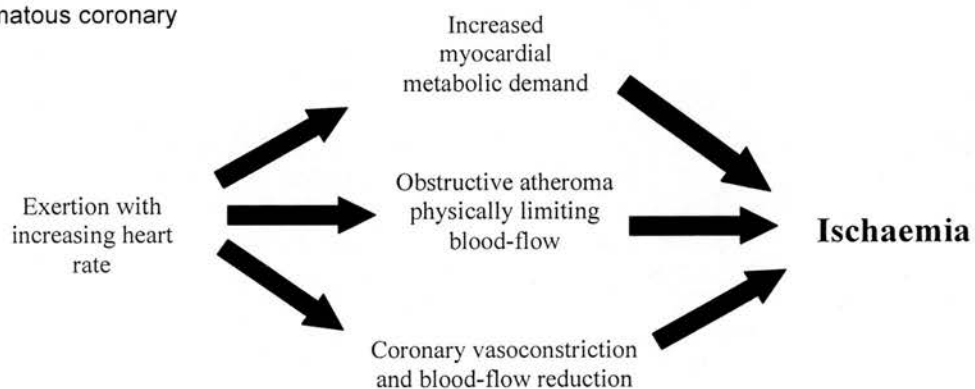 coronary
Increased
myocardial
metabolic demand
Exertion with
increasing heart
rate
Obstructive atheroma
physically limiting
blood-flow
Ischaemia
Coronary vasoconstriction
and blood-flow reduction